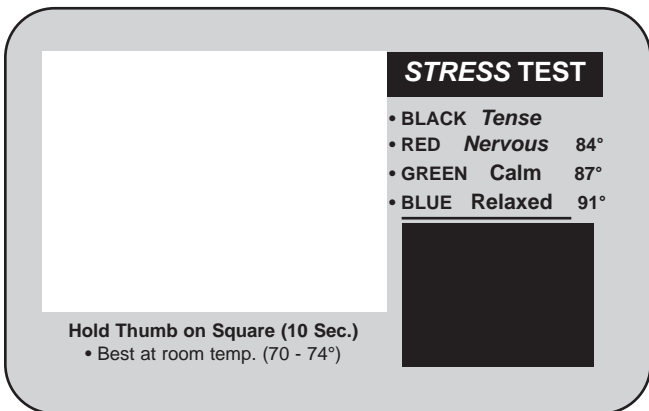 STRESS TEST
• BLACK Tense
• RED Nervous 84°
• GREEN Calm 87°
• BLUE Relaxed 91°
Hold Thumb on Square (10 Sec.)
• Best at room temp. (70 - 74°)